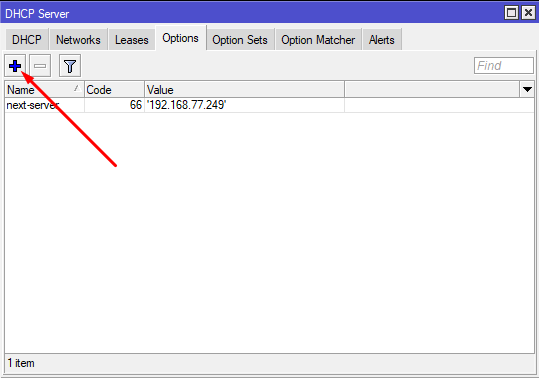 DHCP Server
DHCP Networks Leases Options Option Sets Option Matcher Alerts
Find
Name Code Value
next-server 66 '192.168.77.249'
1 item